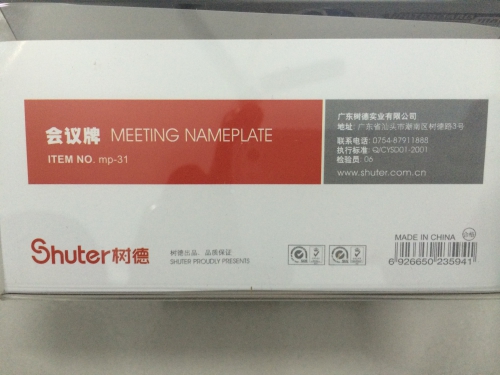 会议牌 MEETING NAMEPLATE
ITEM NO. mp-31
广东树德实业有限公司
地址: 广东省汕头市潮南区树德路3号
联系电话: 0754-87911888
执行标准: Q/CYSD01-2001
检验员: 06
www.shuter.com.cn
Shuter树德
树德出品，品质保证
SHUTER PROUDLY PRESENTS
MADE IN CHINA
6 926650 235941